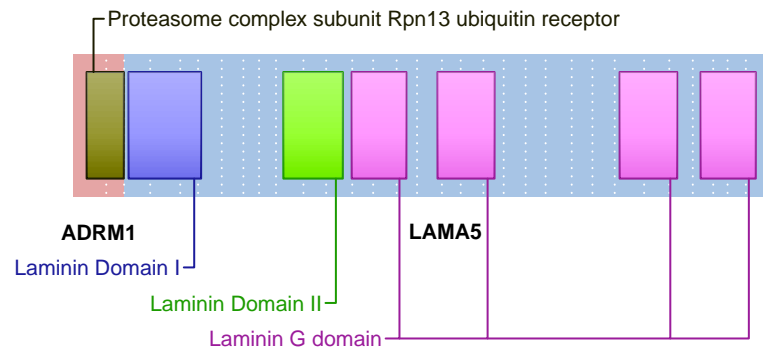 Proteasome complex subunit Rpn13 ubiquitin receptor
ADRM1
LAMA5
Laminin Domain I
Laminin Domain II
Laminin G domain